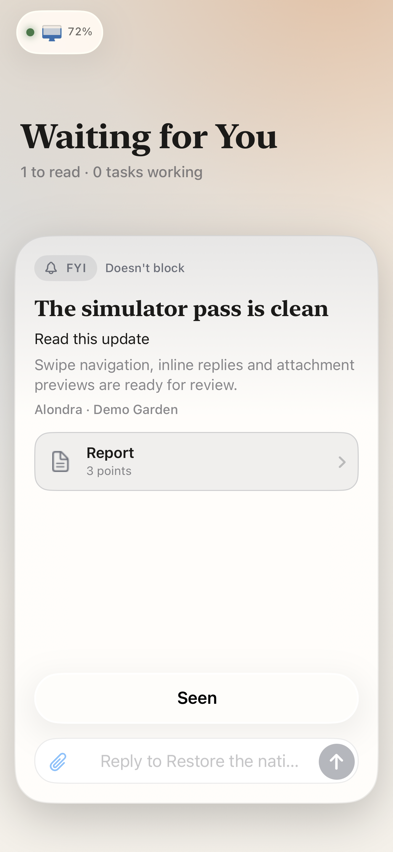 72%
Waiting for You
1 to read · 0 tasks working
FYI Doesn't block
The simulator pass is clean
Read this update
Swipe navigation, inline replies and attachment
previews are ready for review.
Alondra · Demo Garden
Report
3 points
Seen
Reply to Restore the nati...